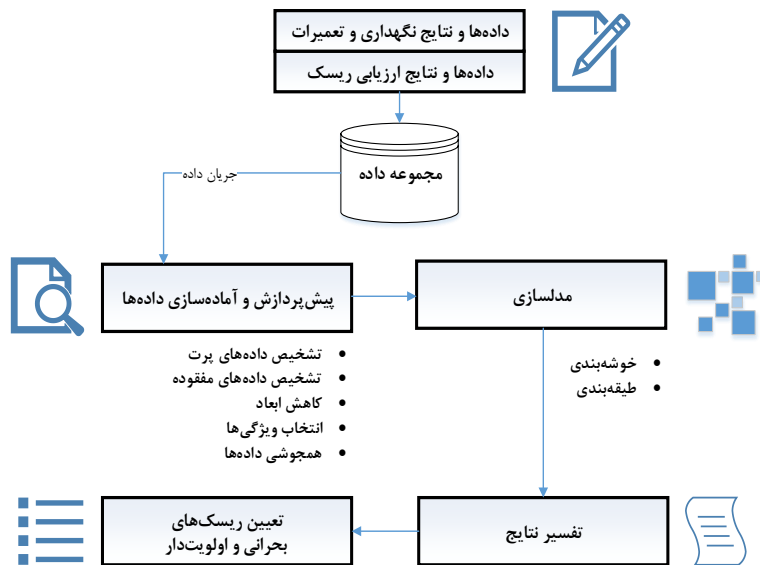 داده‌ها و نتایج نگهداری و تعمیرات
داده‌ها و نتایج ارزیابی ریسک
مجموعه داده
جریان داده
پیش‌پردازش و آماده‌سازی داده‌ها
مدلسازی
• تشخیص داده‌های پرت
• تشخیص داده‌های مفقوده
• کاهش ابعاد
• انتخاب ویژگی‌ها
• همجوشی داده‌ها
• خوشه‌بندی
• طیقه‌بندی
تفسیر نتایج
تعیین ریسک‌های
بحرانی و اولویت‌دار